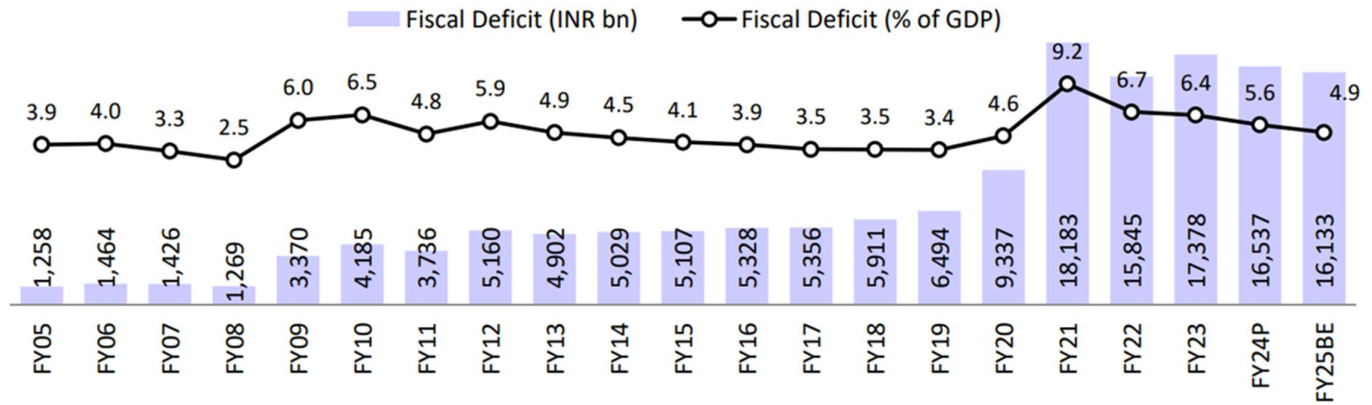 Fiscal Deficit (INR bn) Fiscal Deficit (% of GDP)
3.9 4.0 3.3 2.5 6.0 6.5 4.8 5.9 4.9 4.5 4.1 3.9 3.5 3.5 3.4 4.6 9.2 6.7 6.4 5.6 4.9
1,258 1,464 1,426 1,269 3,370 4,185 3,736 5,160 4,902 5,029 5,107 5,328 5,356 5,911 6,494 9,337 18,183 15,845 17,378 16,537 16,133
FY05 FY06 FY07 FY08 FY09 FY10 FY11 FY12 FY13 FY14 FY15 FY16 FY17 FY18 FY19 FY20 FY21 FY22 FY23 FY24P FY25BE